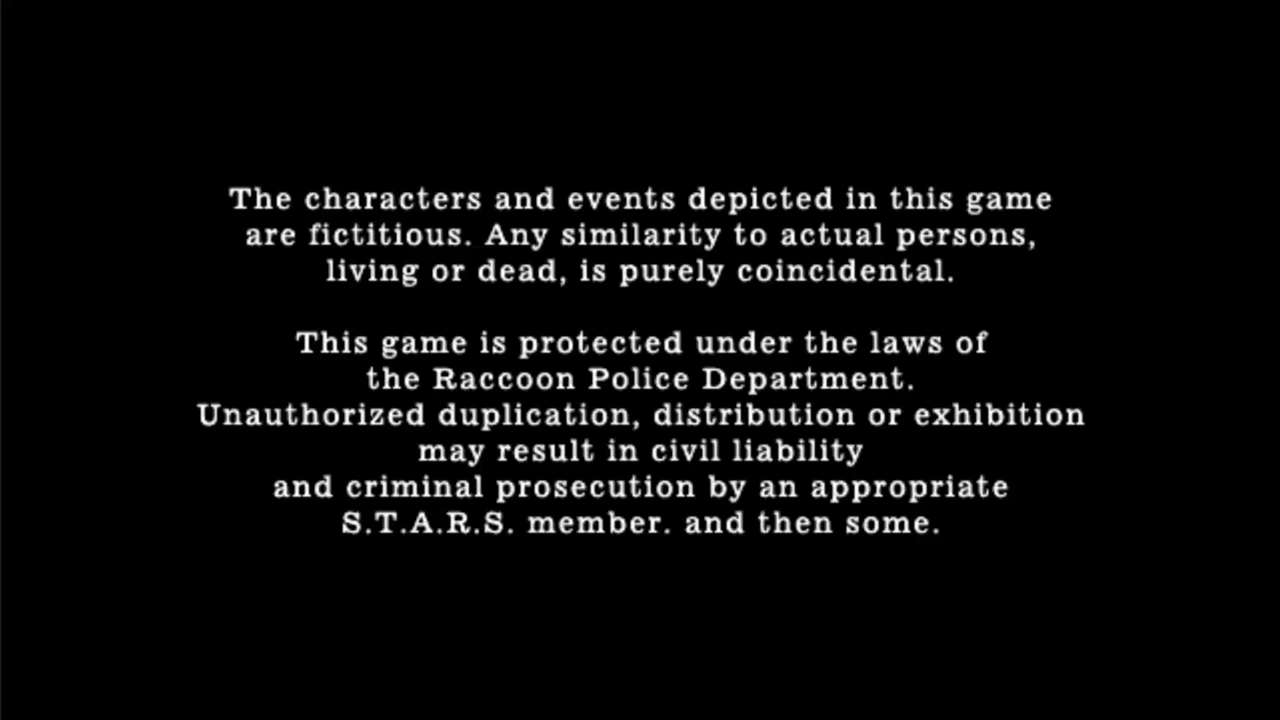 The characters and events depicted in this game
are fictitious. Any similarity to actual persons,
living or dead, is purely coincidental.
This game is protected under the laws of
the Raccoon Police Department.
Unauthorized duplication, distribution or exhibition
may result in civil liability
and criminal prosecution by an appropriate
S.T.A.R.S. member. and then some.